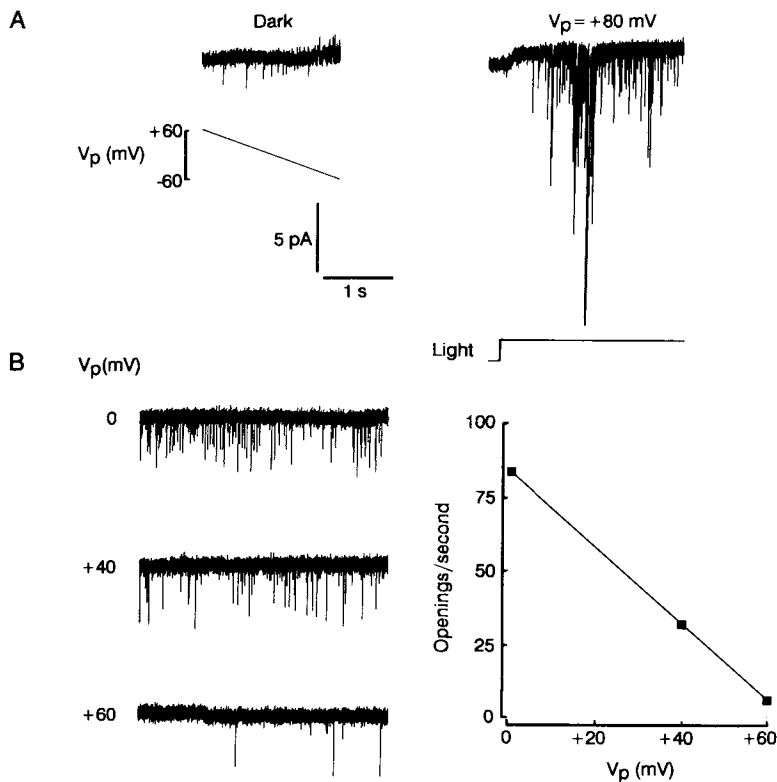 A
Dark
Vp = +80 mV
Vp (mV)
+60
-60
5 pA
1 s
Light
B
Vp(mV)
0
+40
+60
100
75
50
25
0
Openings/second
0
+20
+40
+60
Vp (mV)